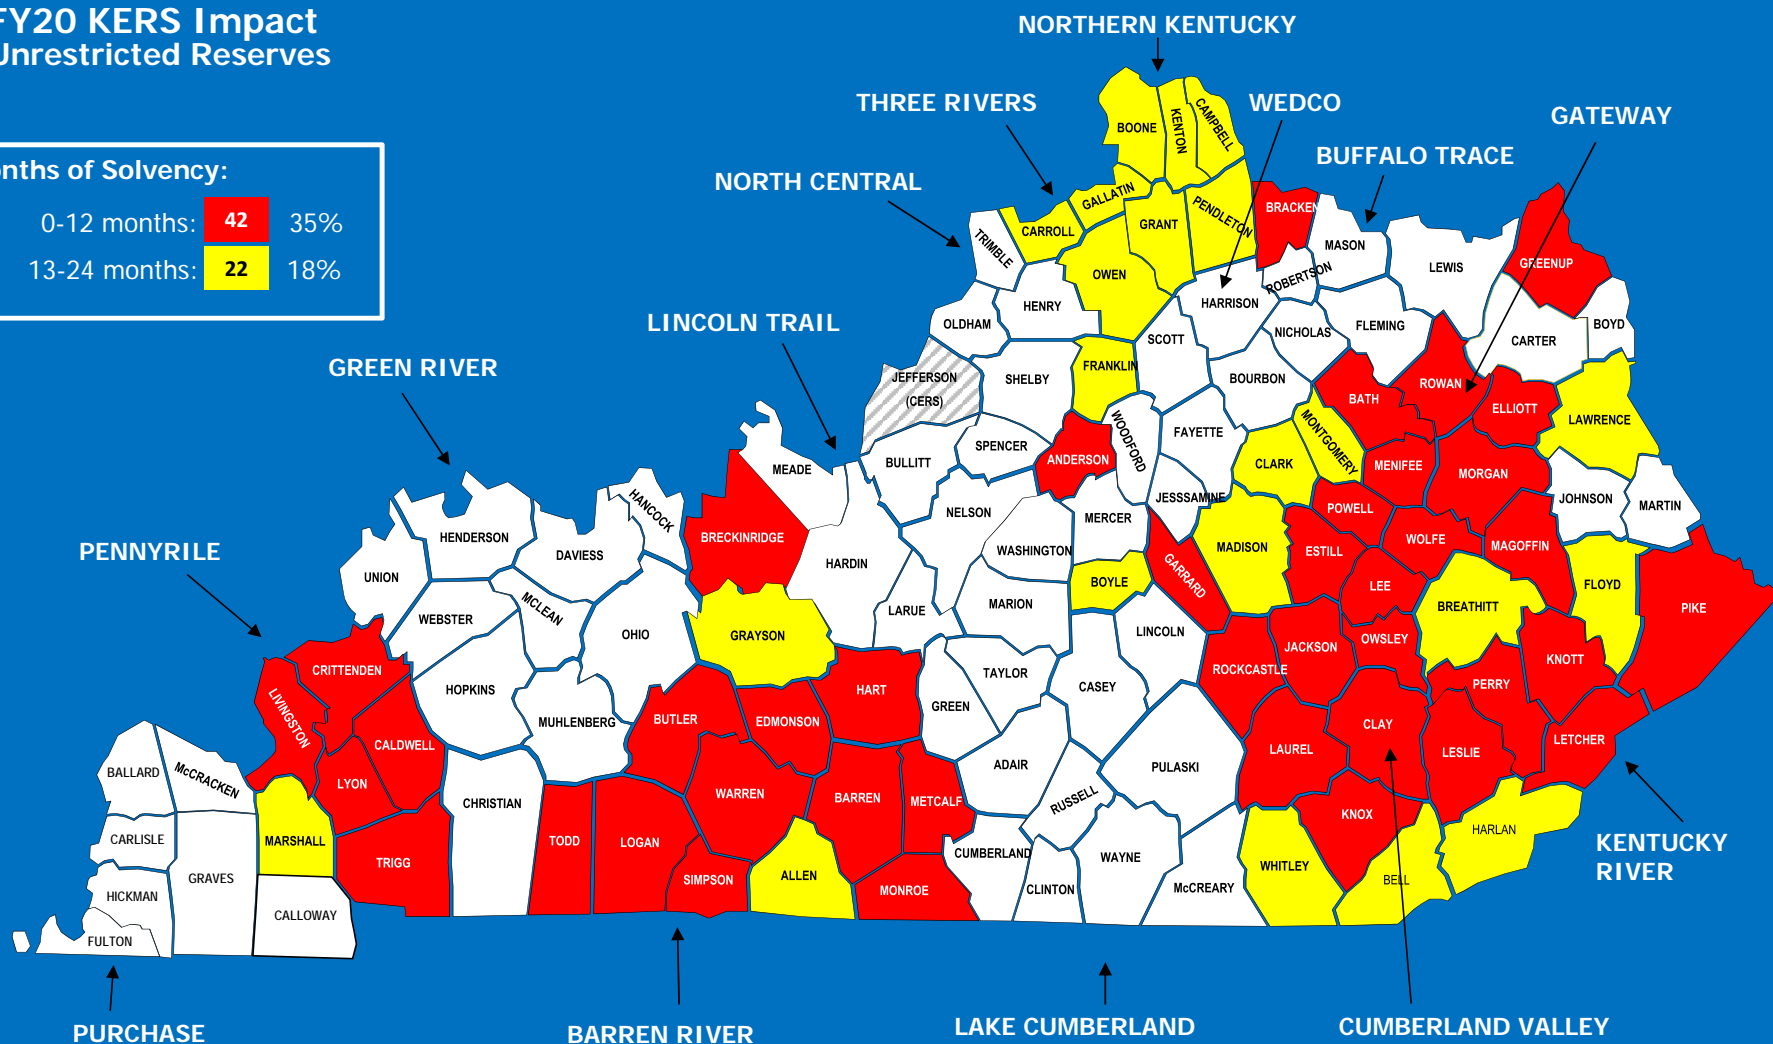 FY20 KERS Impact
Unrestricted Reserves
onths of Solvency:
0-12 months: 42 35%
13-24 months: 22 18%
NORTHERN KENTUCKY
THREE RIVERS
WEDCO
GATEWAY
BUFFALO TRACE
NORTH CENTRAL
LINCOLN TRAIL
GREEN RIVER
PENNYRILE
KENTUCKY
RIVER
PURCHASE
BARREN RIVER
LAKE CUMBERLAND
CUMBERLAND VALLEY
BOONE
KENTON
CAMPBELL
GALLATIN
CARROLL
GRANT
PENDLETON
BRACKEN
TRIMBLE
OWEN
MASON
ROBERTSON
LEWIS
GREENUP
HENRY
HARRISON
OLDHAM
NICHOLAS
FLEMING
CARTER
BOYD
SCOTT
JEFFERSON
(CERS)
SHELBY
FRANKLIN
BOURBON
BATH
ROWAN
ELLIOTT
LAWRENCE
WOODFORD
FAYETTE
MONTGOMERY
SPENCER
ANDERSON
BULLITT
MEADE
CLARK
MENIFEE
MORGAN
JOHNSON
MARTIN
HANCOCK
JESSSAMINE
POWELL
NELSON
MERCER
HENDERSON
DAVIESS
BRECKINRIDGE
WASHINGTON
MADISON
ESTILL
WOLFE
MAGOFFIN
HARDIN
GARRARD
UNION
BOYLE
LEE
FLOYD
PIKE
MCLEAN
LARUE
MARION
BREATHITT
WEBSTER
OHIO
GRAYSON
LINCOLN
JACKSON
OWSLEY
KNOTT
CRITTENDEN
ROCKCASTLE
TAYLOR
HOPKINS
HART
CASEY
PERRY
LIVINGSTON
MUHLENBERG
BUTLER
EDMONSON
GREEN
CLAY
LETCHER
CALDWELL
LAUREL
LESLIE
ADAIR
PULASKI
BALLARD
McCRACKEN
LYON
CHRISTIAN
WARREN
BARREN
METCALF
RUSSELL
KNOX
HARLAN
CARLISLE
MARSHALL
TODD
LOGAN
CUMBERLAND
WAYNE
TRIGG
WHITLEY
GRAVES
SIMPSON
ALLEN
MONROE
CLINTON
McCREARY
BELL
HICKMAN
CALLOWAY
FULTON